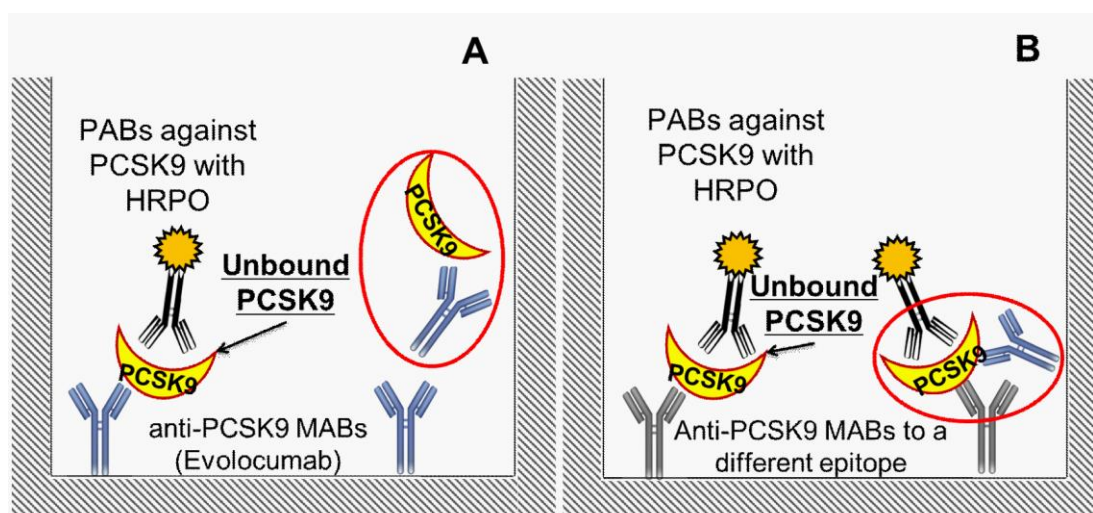 A
PABs against
PCSK9 with
HRPO
Unbound
PCSK9
PCSK9
PCSK9
anti-PCSK9 MABs
(Evolocumab)
B
PABs against
PCSK9 with
HRPO
Unbound
PCSK9
PCSK9
PCSK9
Anti-PCSK9 MABs to a
different epitope